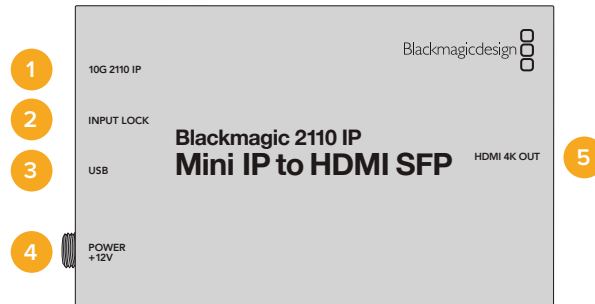 Blackmagicdesign
1
10G 2110 IP
2
INPUT LOCK
Blackmagic 2110 IP
Mini IP to HDMI SFP
HDMI 4K OUT
5
3
USB
4
POWER
+12V